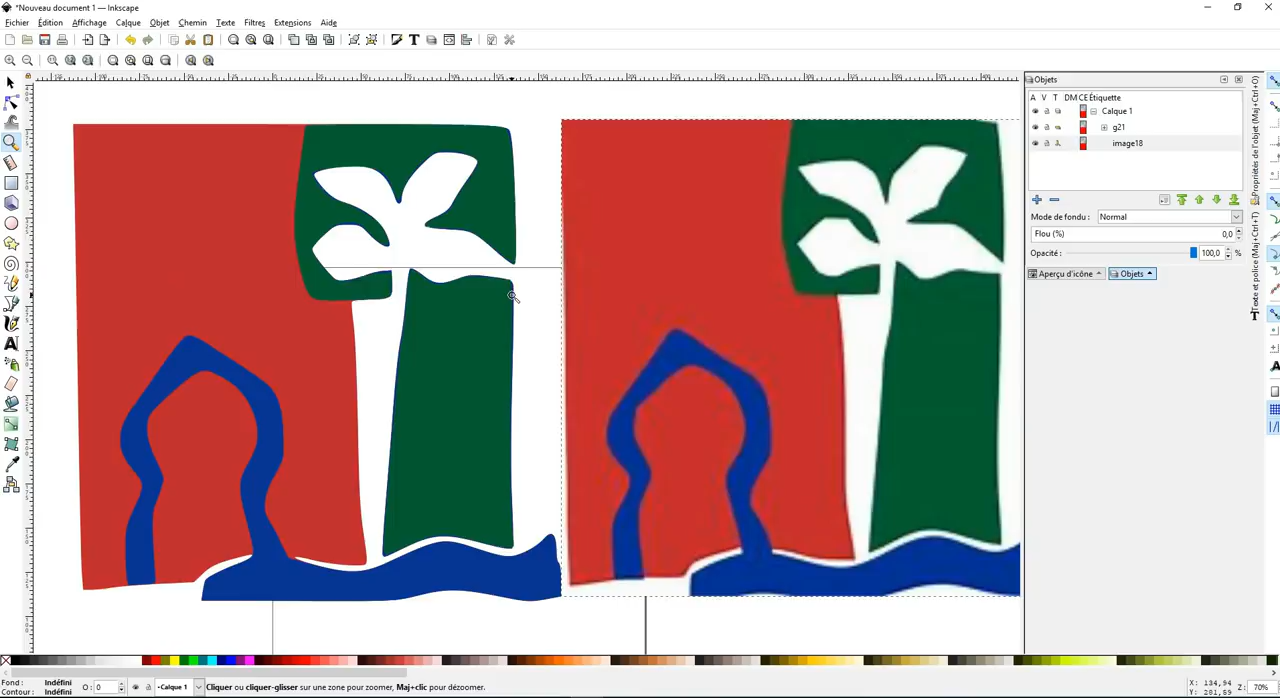 *Nouveau document 1 — Inkscape
Fichier Édition Affichage Calque Objet Chemin Texte Filtres Extensions Aide
Objets
A V T DM CE Étiquette
Calque 1
g21
image18
Mode de fondu : Normal
Flou (%) 0,0
Opacité : 100,0 %
Aperçu d'icône Objets
Propriétés de l'objet (Maj+Ctrl+O)
Texte et police (Maj+Ctrl+T)
Fond : Indéfini
Contour : Indéfini
O : 0
•Calque 1
Cliquer ou cliquer-glisser sur une zone pour zoomer, Maj+clic pour dézoomer.
X: 134,94
Y: 201,59
Z: 70%